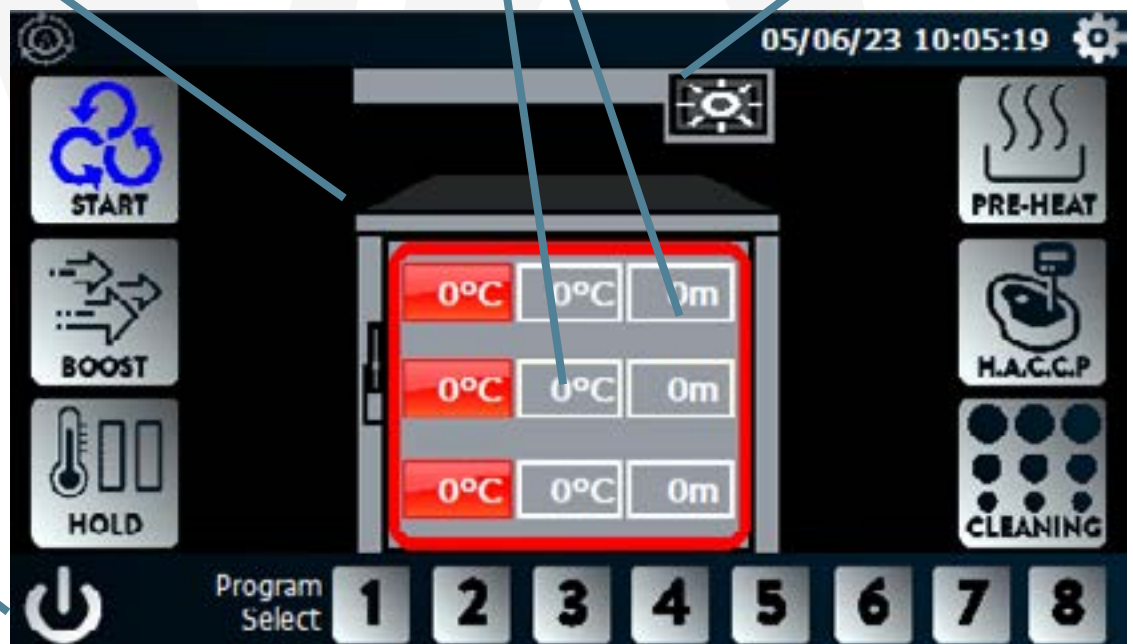 05/06/23 10:05:19
START
PRE-HEAT
0°C 0°C 0m
BOOST
H.A.C.C.P
0°C 0°C 0m
0°C 0°C 0m
HOLD
CLEANING
Program
Select
1 2 3 4 5 6 7 8